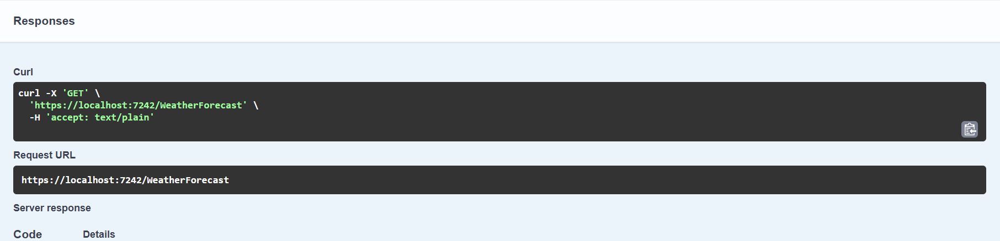 Responses
Curl
curl -X 'GET' \
  'https://localhost:7242/WeatherForecast' \
  -H 'accept: text/plain'
Request URL
https://localhost:7242/WeatherForecast
Server response
Code Details